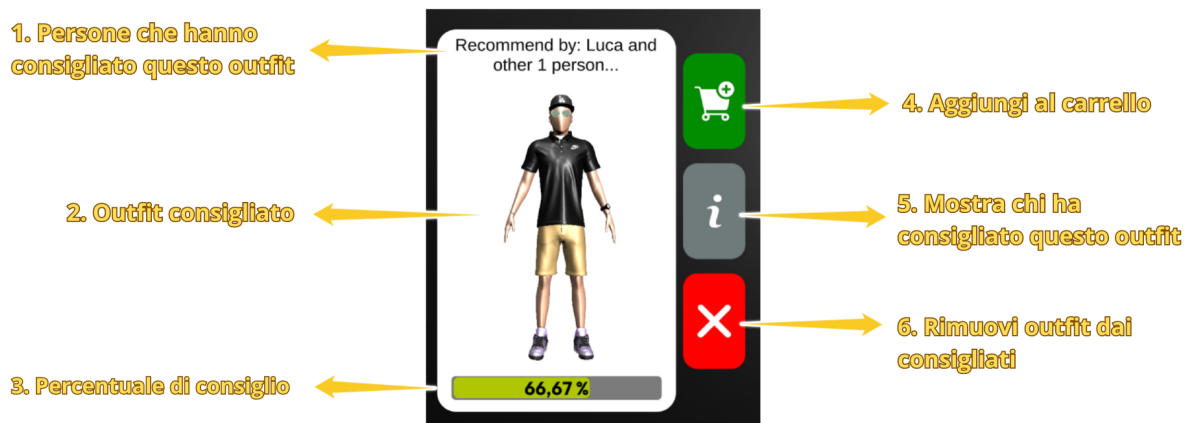 1. Persone che hanno
consigliato questo outfit
Recommend by: Luca and
other 1 person...
2. Outfit consigliato
3. Percentuale di consiglio
66,67 %
4. Aggiungi al carrello
i
5. Mostra chi ha
consigliato questo outfit
6. Rimuovi outfit dai
consigliati